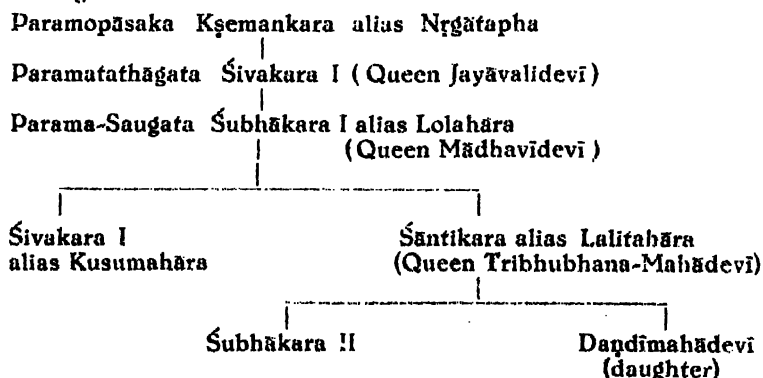 Paramopāsaka Kṣemankara alias Nṛgātapha
Paramatathāgata Śivakara I ( Queen Jayāvalidevī )
Parama-Saugata Śubhākara I alias Lolahāra
(Queen Mādhavīdevī )
Śivakara I Śāntikara alias Lalitahāra
alias Kusumahāra (Queen Tribhubhana-Mahādevī)
Śubhākara II Daṇḍīmahādevī
(daughter)